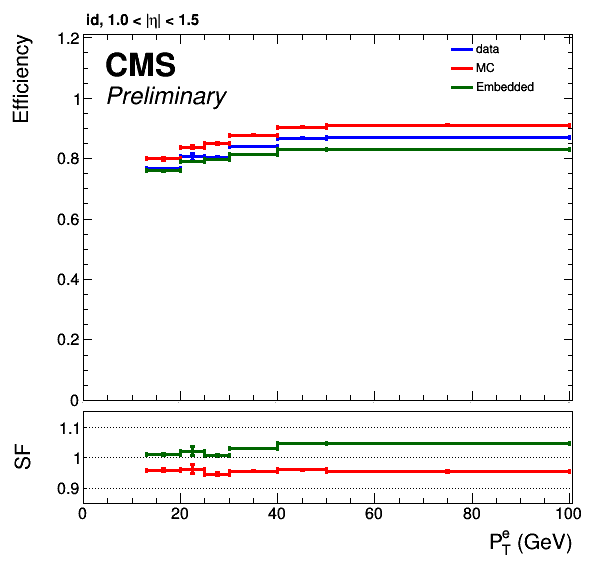 id, 1.0 < |η| < 1.5
Efficiency
1.2
1
0.8
0.6
0.4
0.2
0
CMS
Preliminary
data
MC
Embedded
SF
1.1
1
0.9
0 20 40 60 80 100
P_T^e (GeV)